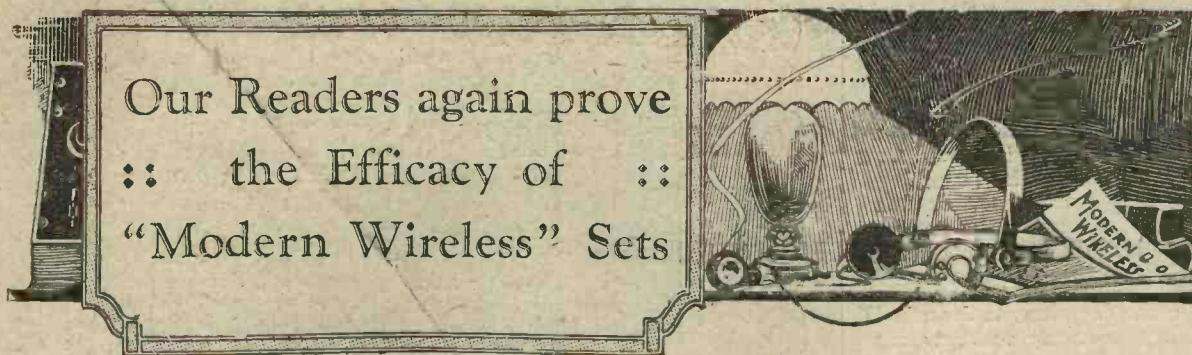 Our Readers again prove
:: the Efficacy of ::
"Modern Wireless" Sets
MODERN
WIRELESS